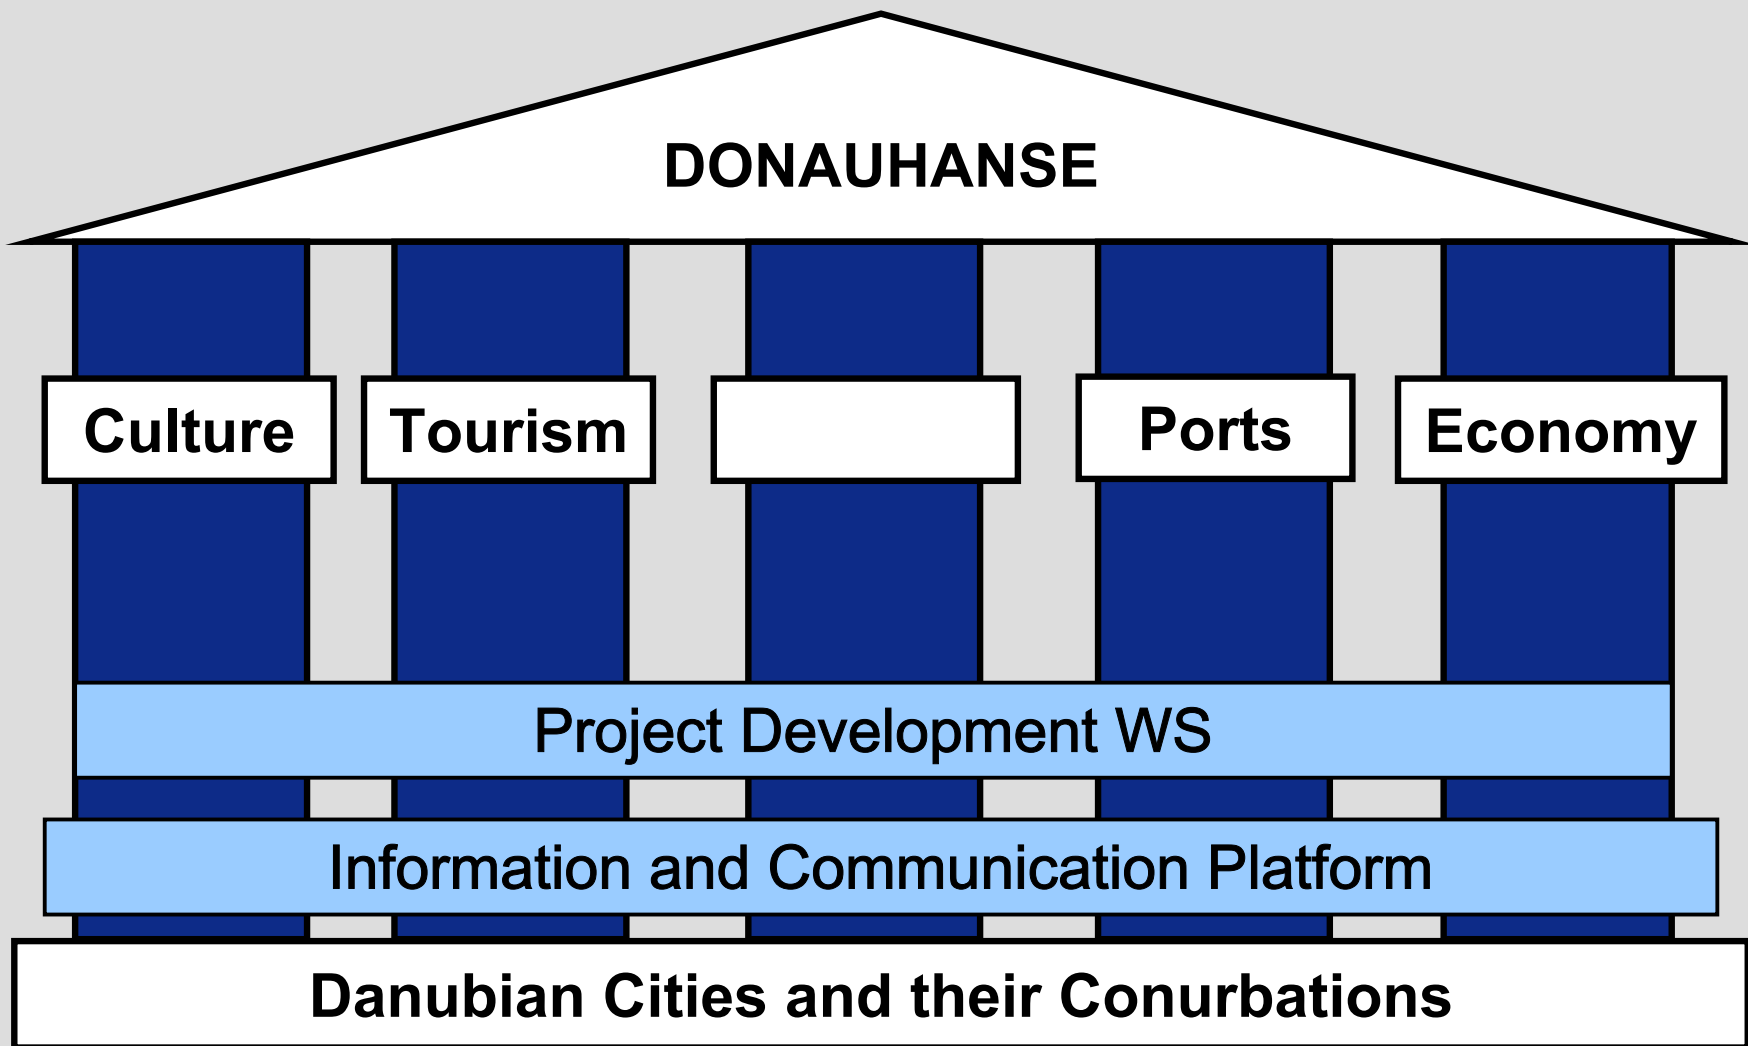 DONAUHANSE
Culture
Tourism
Ports
Economy
Project Development WS
Information and Communication Platform
Danubian Cities and their Conurbations